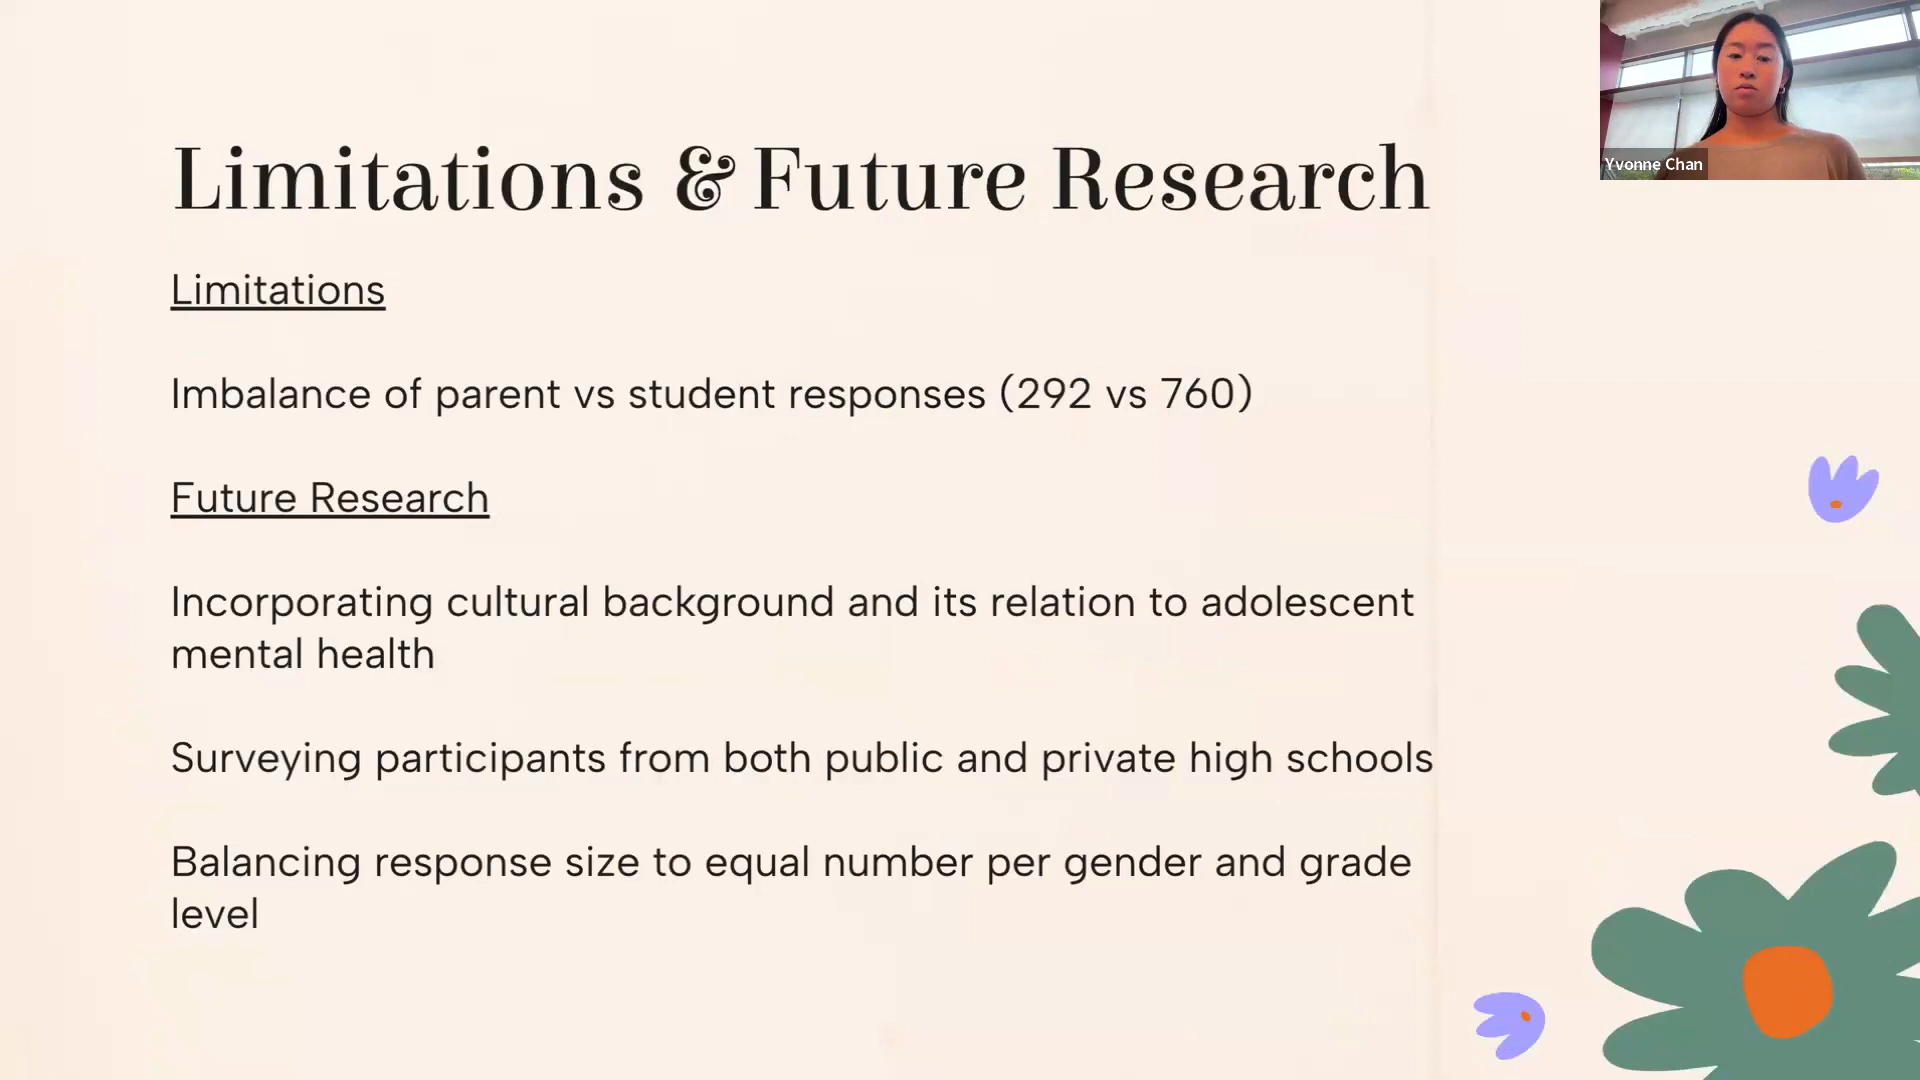 Limitations & Future Research
Limitations
Imbalance of parent vs student responses (292 vs 760)
Future Research
Incorporating cultural background and its relation to adolescent
mental health
Surveying participants from both public and private high schools
Balancing response size to equal number per gender and grade
level
Yvonne Chan